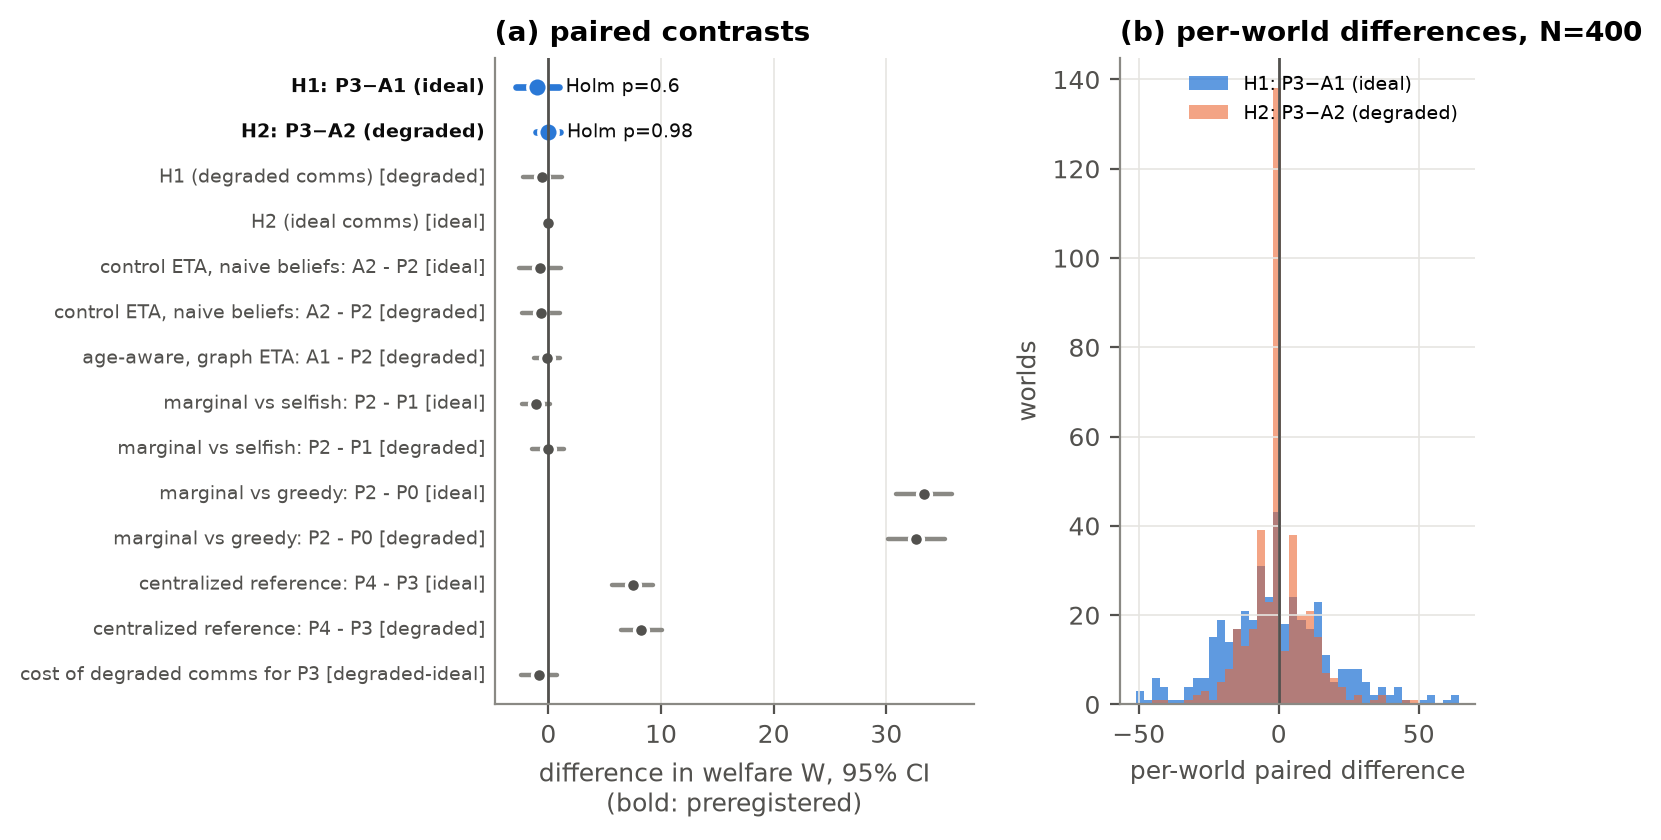 (a) paired contrasts
H1: P3−A1 (ideal)
Holm p=0.6
H2: P3−A2 (degraded)
Holm p=0.98
H1 (degraded comms) [degraded]
H2 (ideal comms) [ideal]
control ETA, naive beliefs: A2 - P2 [ideal]
control ETA, naive beliefs: A2 - P2 [degraded]
age-aware, graph ETA: A1 - P2 [degraded]
marginal vs selfish: P2 - P1 [ideal]
marginal vs selfish: P2 - P1 [degraded]
marginal vs greedy: P2 - P0 [ideal]
marginal vs greedy: P2 - P0 [degraded]
centralized reference: P4 - P3 [ideal]
centralized reference: P4 - P3 [degraded]
cost of degraded comms for P3 [degraded-ideal]
0 10 20 30
difference in welfare W, 95% CI
(bold: preregistered)
(b) per-world differences, N=400
H1: P3−A1 (ideal)
H2: P3−A2 (degraded)
140
120
100
80
60
40
20
0
worlds
−50 0 50
per-world paired difference